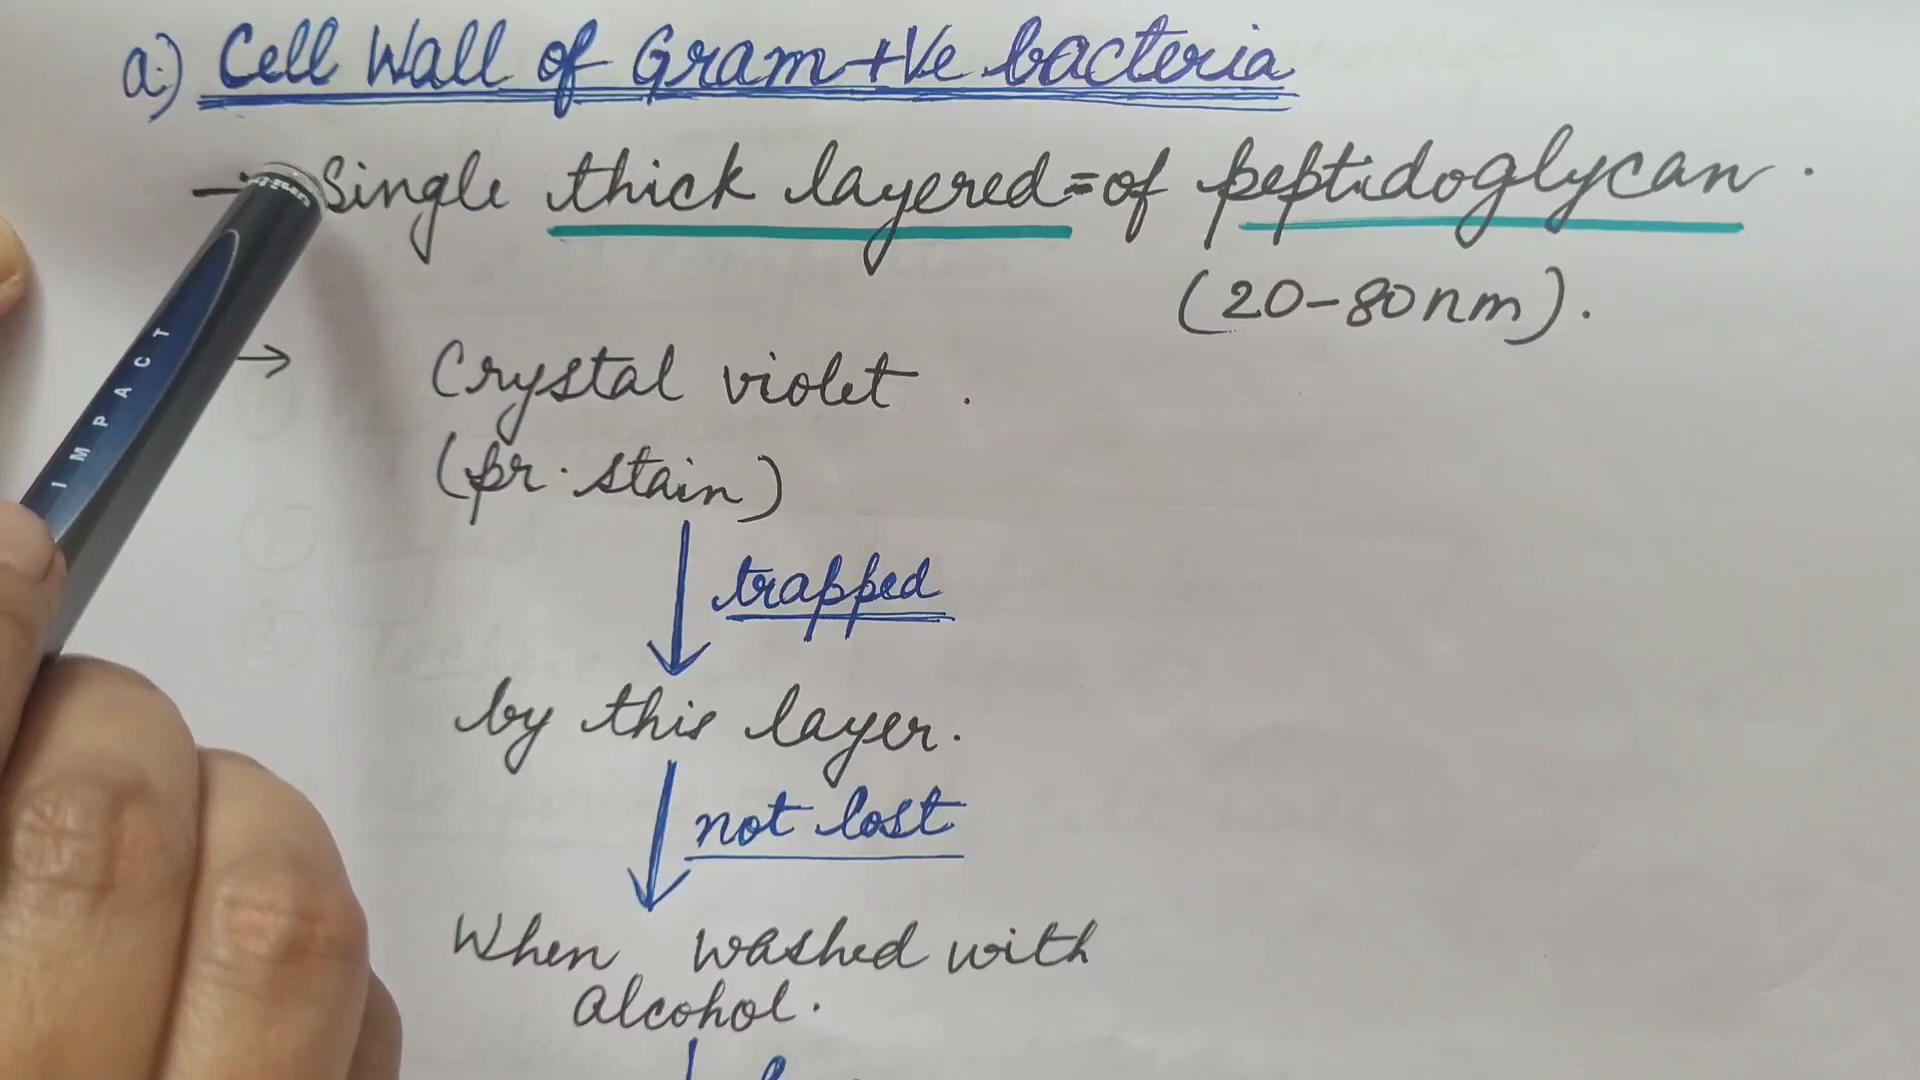 a.) Cell Wall of Gram +Ve bacteria
→ Single thick layered = of peptidoglycan.
(20-80nm).
→ Crystal violet.
(pr. stain)
trapped
by this layer.
not lost
When washed with
alcohol.
IMPACT